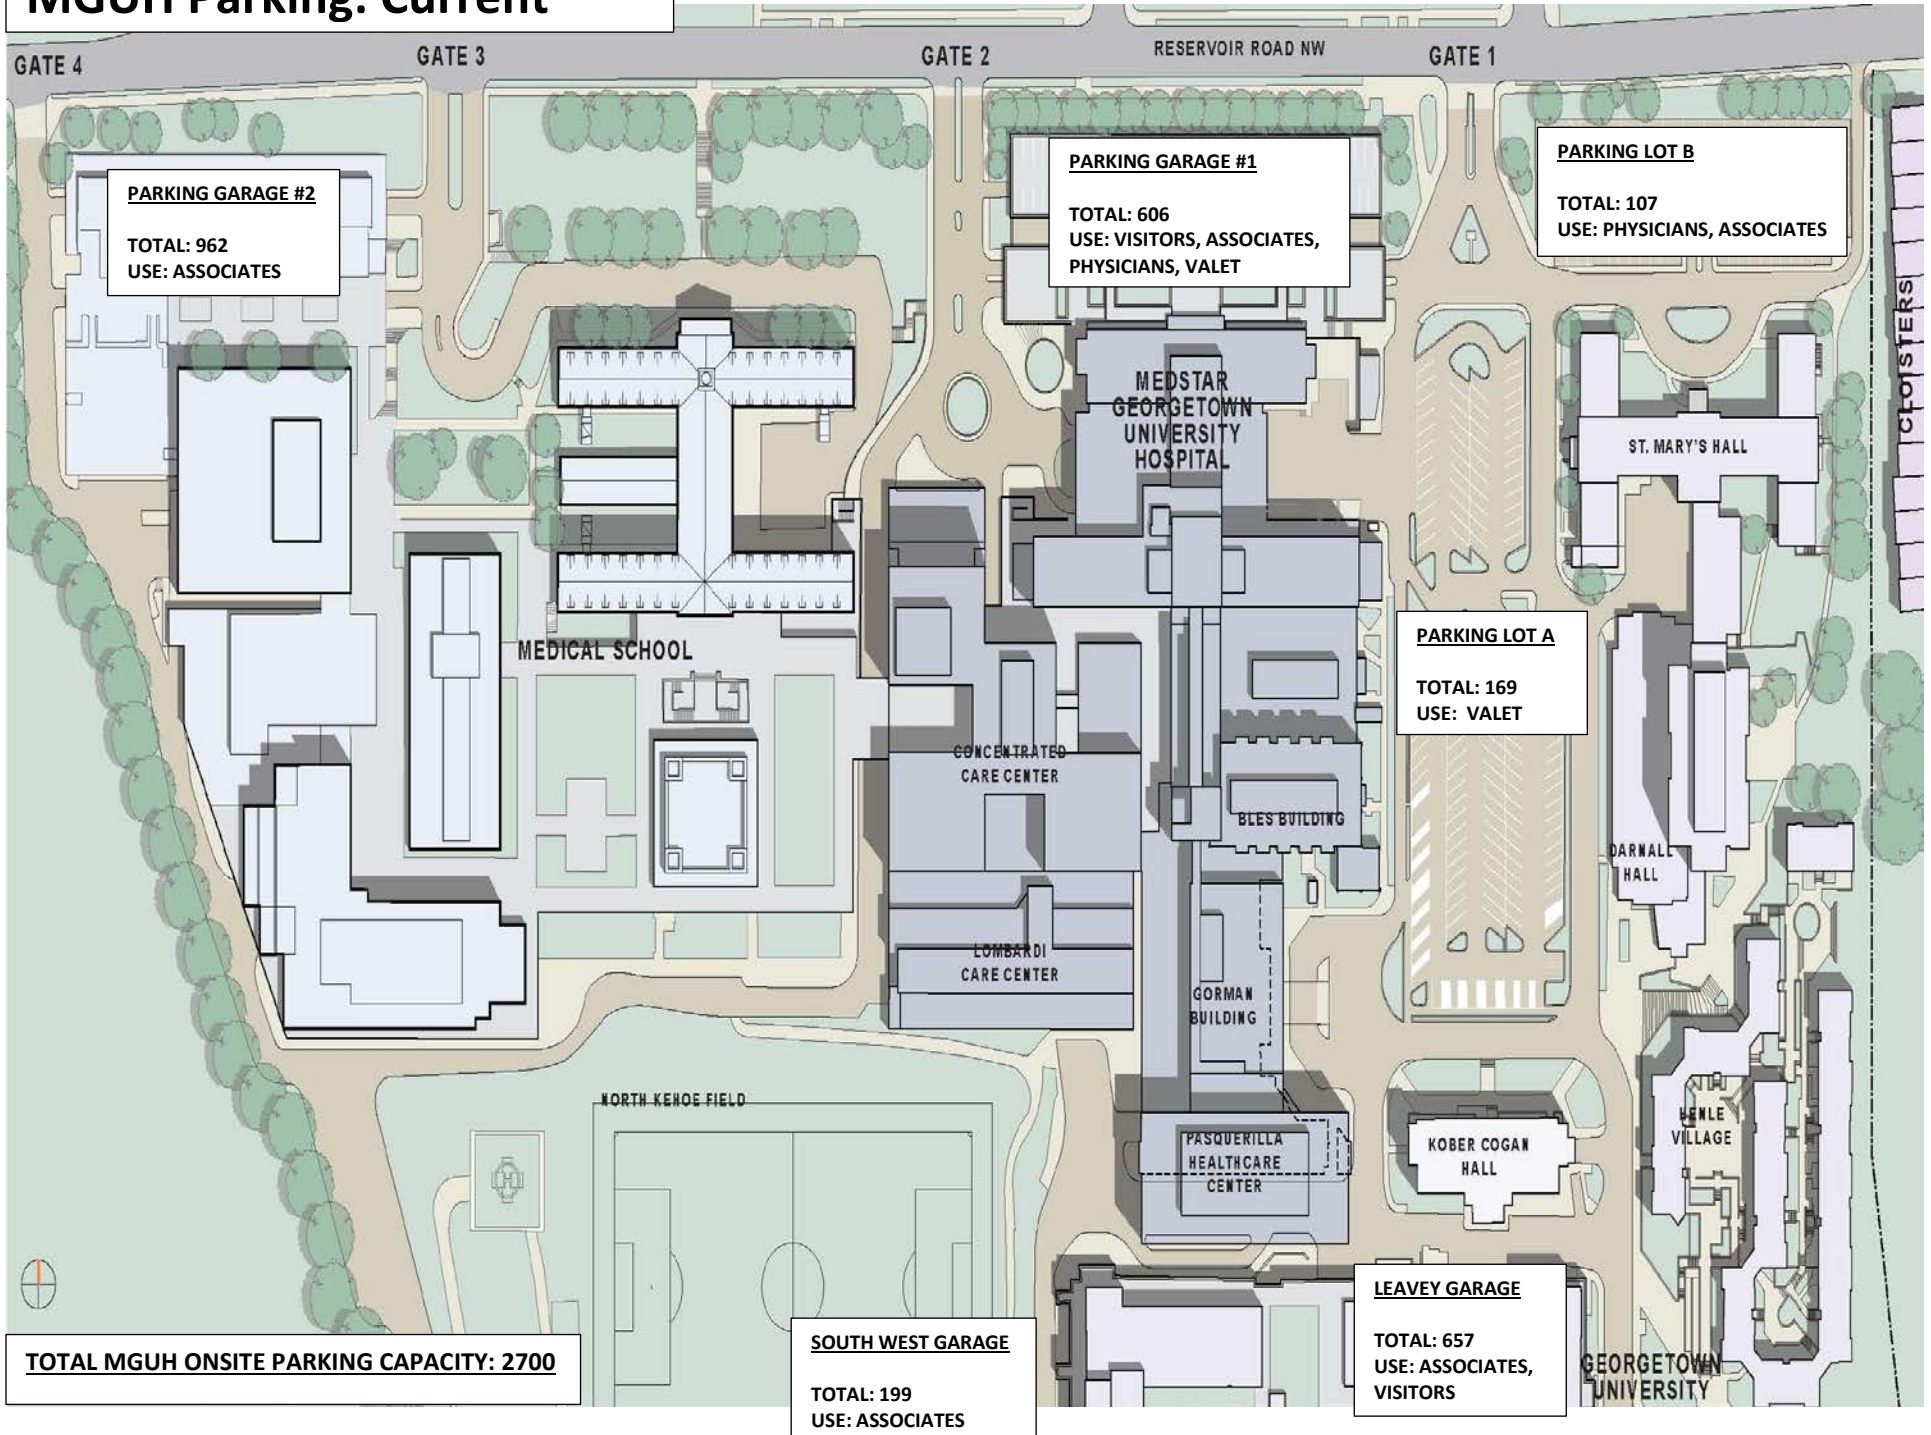 MGUH Parking: Current
GATE 4
GATE 3
GATE 2
RESERVOIR ROAD NW
GATE 1
PARKING GARAGE #2
TOTAL: 962
USE: ASSOCIATES
PARKING GARAGE #1
TOTAL: 606
USE: VISITORS, ASSOCIATES,
PHYSICIANS, VALET
PARKING LOT B
TOTAL: 107
USE: PHYSICIANS, ASSOCIATES
CLOISTERS
MEDSTAR
GEORGETOWN
UNIVERSITY
HOSPITAL
ST. MARY'S HALL
MEDICAL SCHOOL
PARKING LOT A
TOTAL: 169
USE: VALET
CONCENTRATED
CARE CENTER
BLES BUILDING
DARNALL
HALL
LOMBARDI
CARE CENTER
GORMAN
BUILDING
NORTH KEHOE FIELD
PASQUERILLA
HEALTHCARE
CENTER
KOBER COGAN
HALL
HENLE
VILLAGE
TOTAL MGUH ONSITE PARKING CAPACITY: 2700
SOUTH WEST GARAGE
TOTAL: 199
USE: ASSOCIATES
LEAVEY GARAGE
TOTAL: 657
USE: ASSOCIATES,
VISITORS
GEORGETOWN
UNIVERSITY